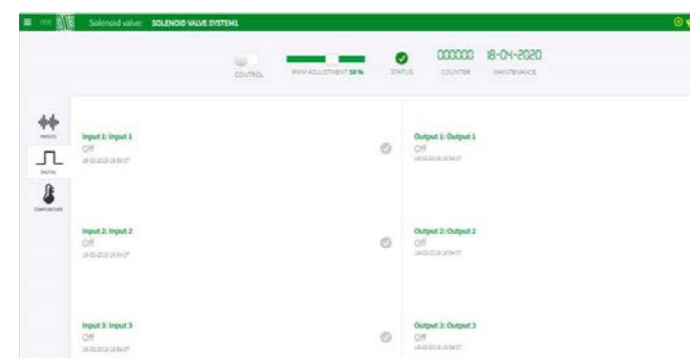 Solenoid valve: SOLENOID VALVE SYSTEM1
CONTROL
PWM ADJUSTMENT 58 %
STATUS
000000
COUNTER
18-04-2020
MAINTENANCE
ANALOG
DIGITAL
TEMPERATURE
Input 1: Input 1
Off
Output 1: Output 1
Off
Input 2: Input 2
Off
Output 2: Output 2
Off
Input 3: Input 3
Off
Output 3: Output 3
Off